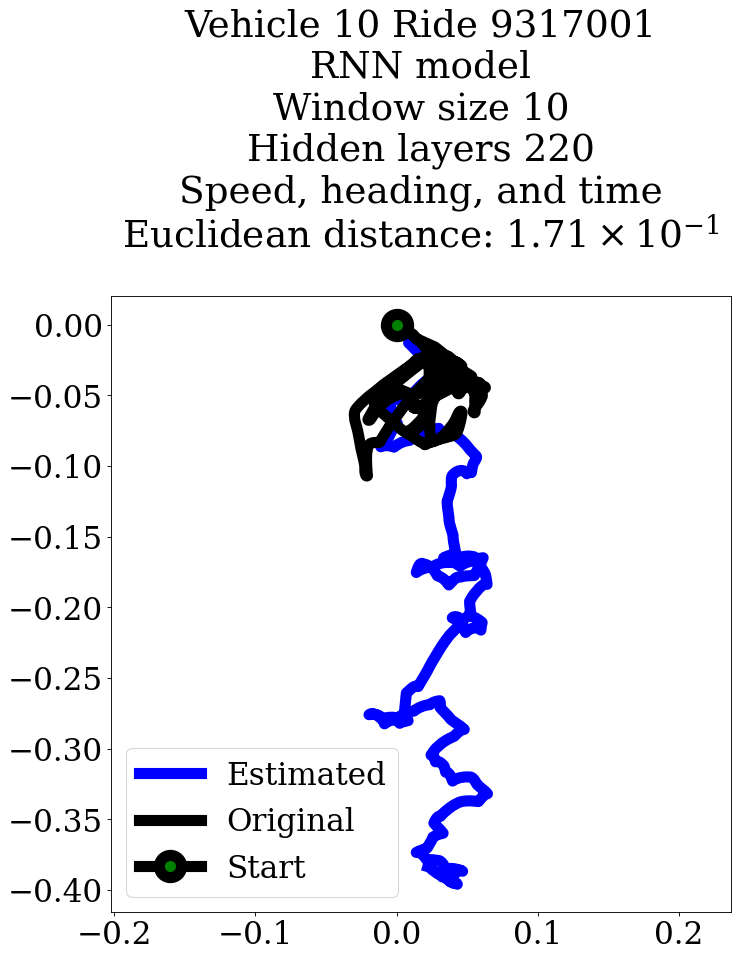 Vehicle 10 Ride 9317001
RNN model
Window size 10
Hidden layers 220
Speed, heading, and time
Euclidean distance: 1.71 × 10⁻¹
0.00
−0.05
−0.10
−0.15
−0.20
−0.25
−0.30
−0.35
−0.40
Estimated
Original
Start
−0.2 −0.1 0.0 0.1 0.2